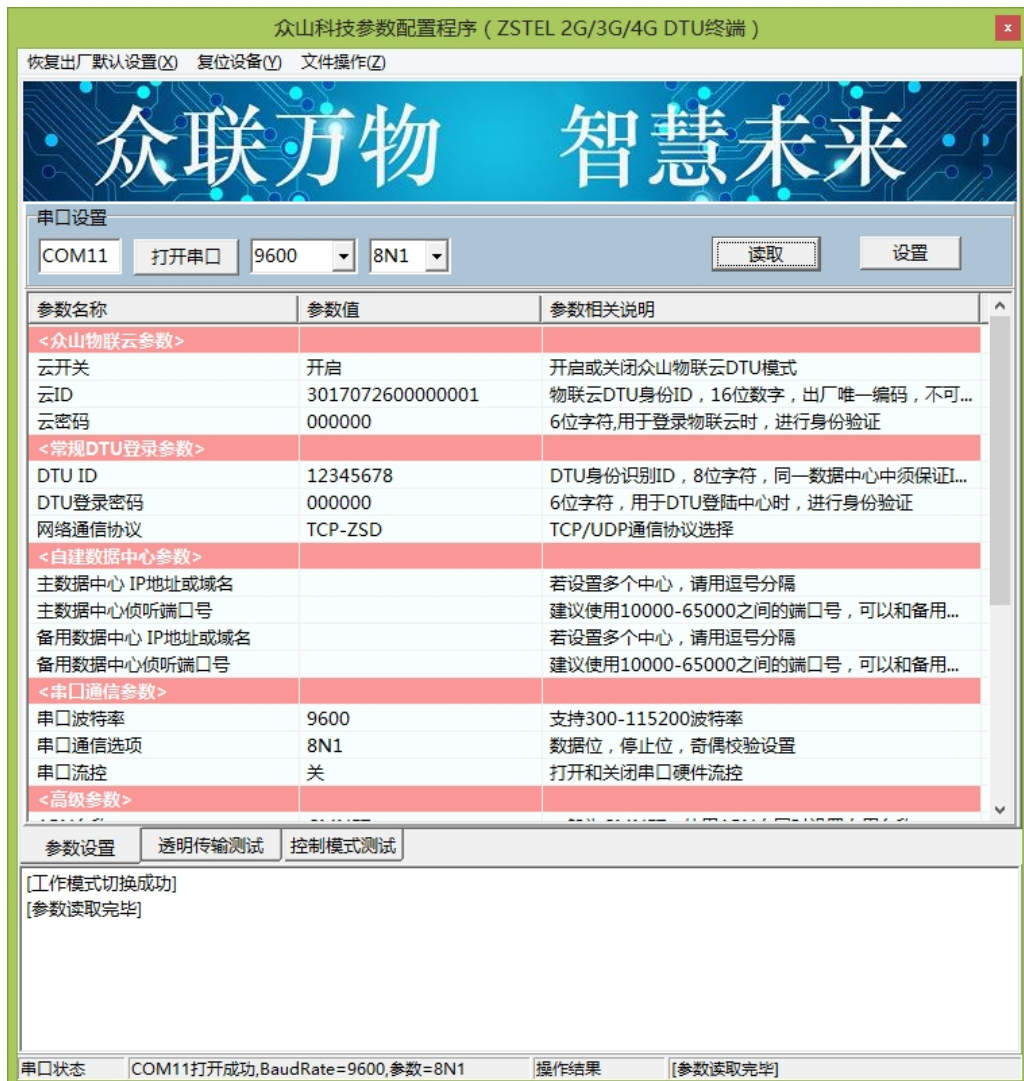 众山科技参数配置程序（ZSTEL 2G/3G/4G DTU终端）
x
恢复出厂默认设置(X) 复位设备(Y) 文件操作(Z)
众联万物 智慧未来
串口设置
COM11 打开串口 9600 8N1 读取 设置
参数名称 参数值 参数相关说明
<众山物联云参数>
云开关 开启 开启或关闭众山物联云DTU模式
云ID 3017072600000001 物联云DTU身份ID，16位数字，出厂唯一编码，不可...
云密码 000000 6位字符,用于登录物联云时，进行身份验证
<常规DTU登录参数>
DTU ID 12345678 DTU身份识别ID，8位字符，同一数据中心中须保证I...
DTU登录密码 000000 6位字符，用于DTU登陆中心时，进行身份验证
网络通信协议 TCP-ZSD TCP/UDP通信协议选择
<自建数据中心参数>
主数据中心 IP地址或域名 若设置多个中心，请用逗号分隔
主数据中心侦听端口号 建议使用10000-65000之间的端口号，可以和备用...
备用数据中心 IP地址或域名 若设置多个中心，请用逗号分隔
备用数据中心侦听端口号 建议使用10000-65000之间的端口号，可以和备用...
<串口通信参数>
串口波特率 9600 支持300-115200波特率
串口通信选项 8N1 数据位，停止位，奇偶校验设置
串口流控 关 打开和关闭串口硬件流控
<高级参数>
参数设置 透明传输测试 控制模式测试
[工作模式切换成功]
[参数读取完毕]
串口状态 COM11打开成功,BaudRate=9600,参数=8N1 操作结果 [参数读取完毕]